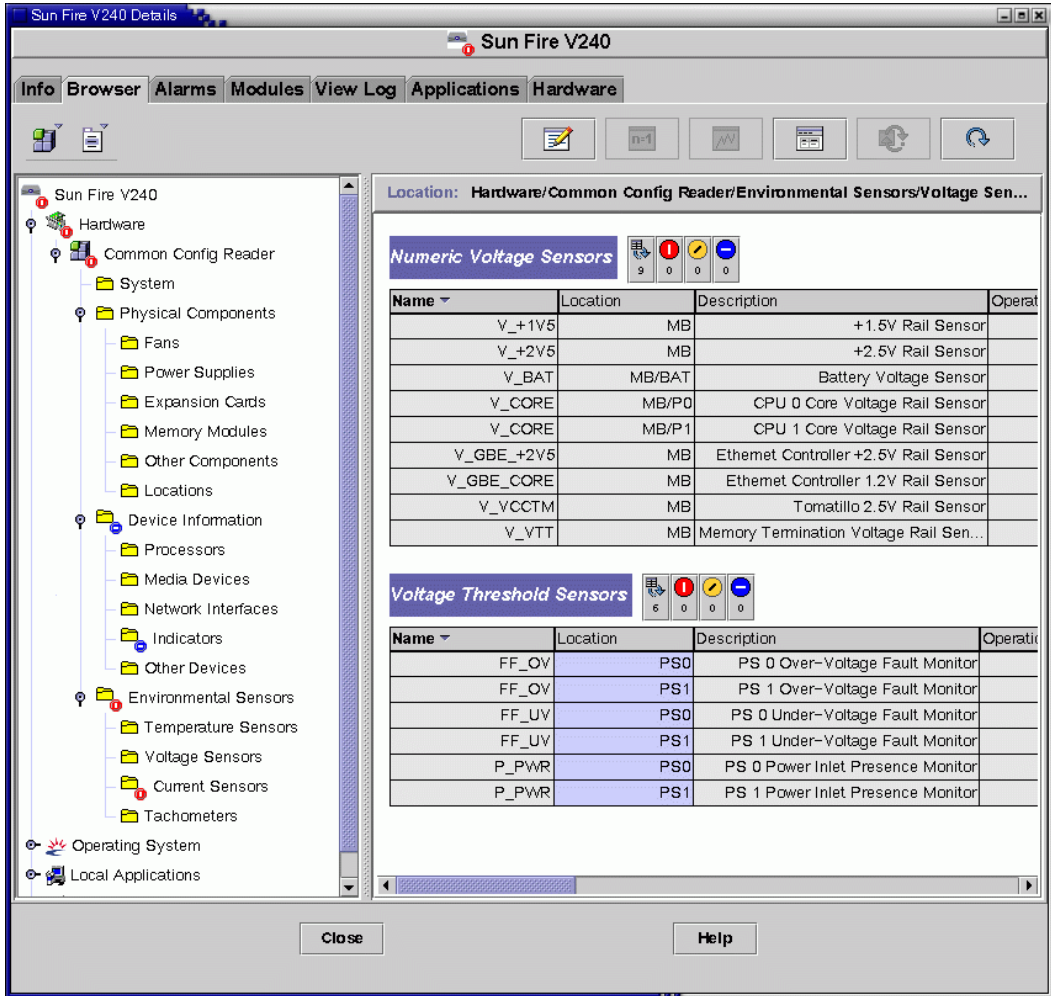 Sun Fire V240 Details
Sun Fire V240
Info Browser Alarms Modules View Log Applications Hardware
n=1
Sun Fire V240
Hardware
Common Config Reader
System
Physical Components
Fans
Power Supplies
Expansion Cards
Memory Modules
Other Components
Locations
Device Information
Processors
Media Devices
Network Interfaces
Indicators
Other Devices
Environmental Sensors
Temperature Sensors
Voltage Sensors
Current Sensors
Tachometers
Operating System
Local Applications
Location: Hardware/Common Config Reader/Environmental Sensors/Voltage Sen...
Numeric Voltage Sensors 9 0 0 0
Name Location Description Operat
V_+1V5 MB +1.5V Rail Sensor
V_+2V5 MB +2.5V Rail Sensor
V_BAT MB/BAT Battery Voltage Sensor
V_CORE MB/P0 CPU 0 Core Voltage Rail Sensor
V_CORE MB/P1 CPU 1 Core Voltage Rail Sensor
V_GBE_+2V5 MB Ethernet Controller +2.5V Rail Sensor
V_GBE_CORE MB Ethernet Controller 1.2V Rail Sensor
V_VCCTM MB Tomatillo 2.5V Rail Sensor
V_VTT MB Memory Termination Voltage Rail Sen...
Voltage Threshold Sensors 6 0 0 0
Name Location Description Operatio
FF_OV PS0 PS 0 Over-Voltage Fault Monitor
FF_OV PS1 PS 1 Over-Voltage Fault Monitor
FF_UV PS0 PS 0 Under-Voltage Fault Monitor
FF_UV PS1 PS 1 Under-Voltage Fault Monitor
P_PWR PS0 PS 0 Power Inlet Presence Monitor
P_PWR PS1 PS 1 Power Inlet Presence Monitor
Close Help